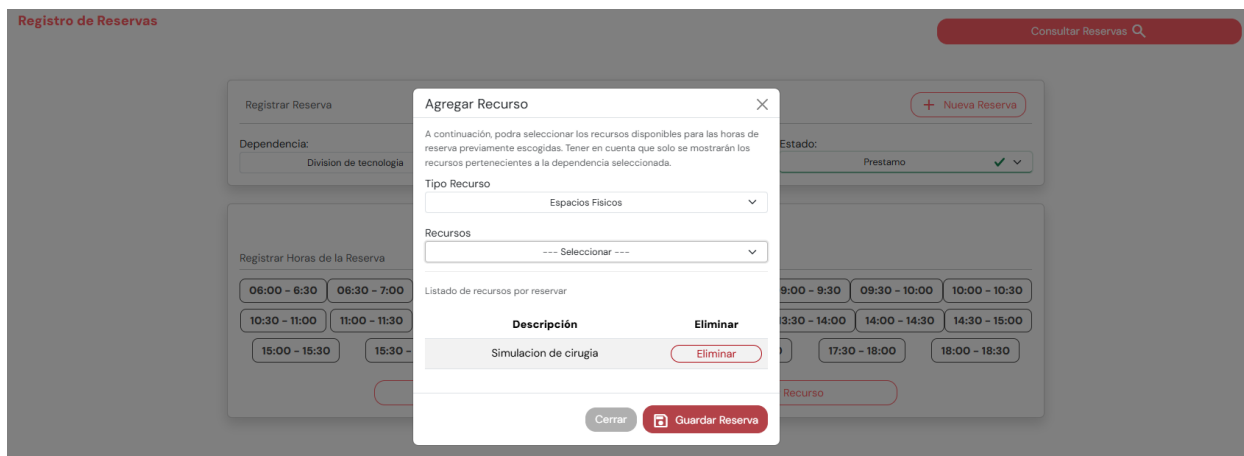 Registro de Reservas
Consultar Reservas
Registrar Reserva
+ Nueva Reserva
Dependencia:
Division de tecnologia
Estado:
Prestamo
Agregar Recurso
A continuación, podra seleccionar los recursos disponibles para las horas de
reserva previamente escogidas. Tener en cuenta que solo se mostrarán los
recursos pertenecientes a la dependencia seleccionada.
Tipo Recurso
Espacios Fisicos
Recursos
--- Seleccionar ---
Listado de recursos por reservar
Descripción Eliminar
Simulacion de cirugia Eliminar
Cerrar Guardar Reserva
Registrar Horas de la Reserva
06:00 - 6:30 06:30 - 7:00 9:00 - 9:30 09:30 - 10:00 10:00 - 10:30
10:30 - 11:00 11:00 - 11:30 3:30 - 14:00 14:00 - 14:30 14:30 - 15:00
15:00 - 15:30 15:30 - 17:30 - 18:00 18:00 - 18:30
Recurso